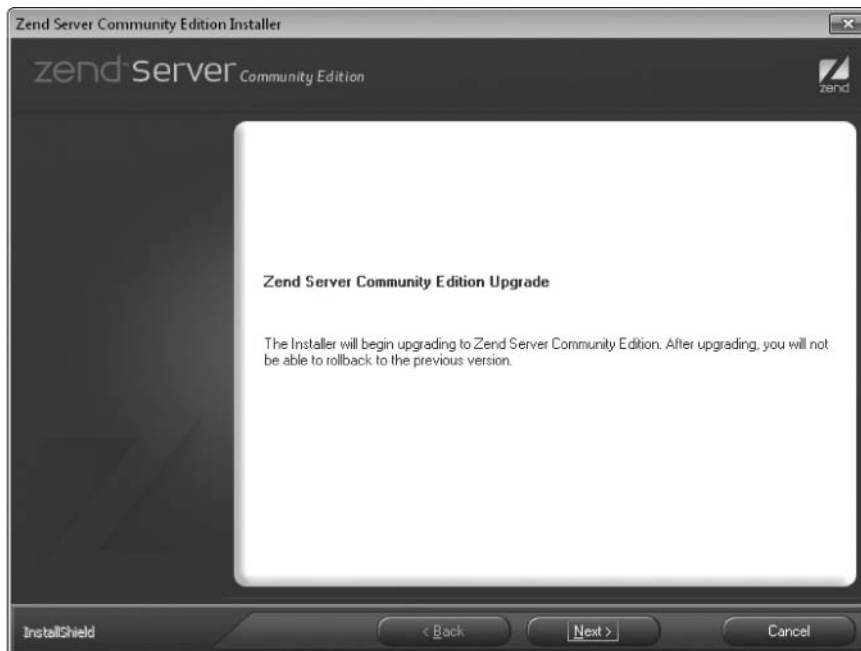 Zend Server Community Edition Installer
zend server Community Edition
zend
Zend Server Community Edition Upgrade
The Installer will begin upgrading to Zend Server Community Edition. After upgrading, you will not
be able to rollback to the previous version.
InstallShield
< Back
Next >
Cancel